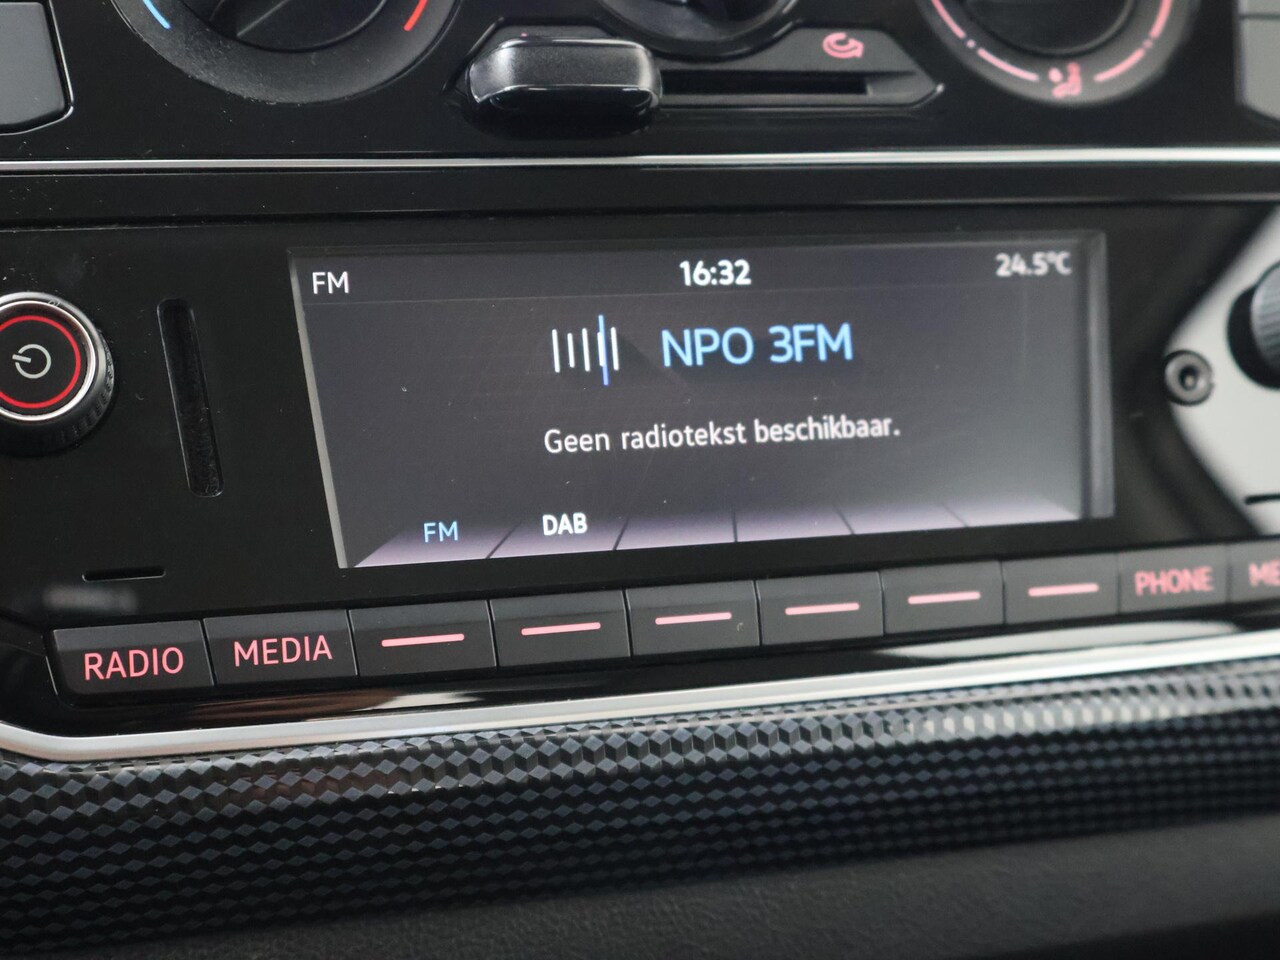 FM 16:32 24.5°C
NPO 3FM
Geen radiotekst beschikbaar.
FM DAB
RADIO MEDIA PHONE